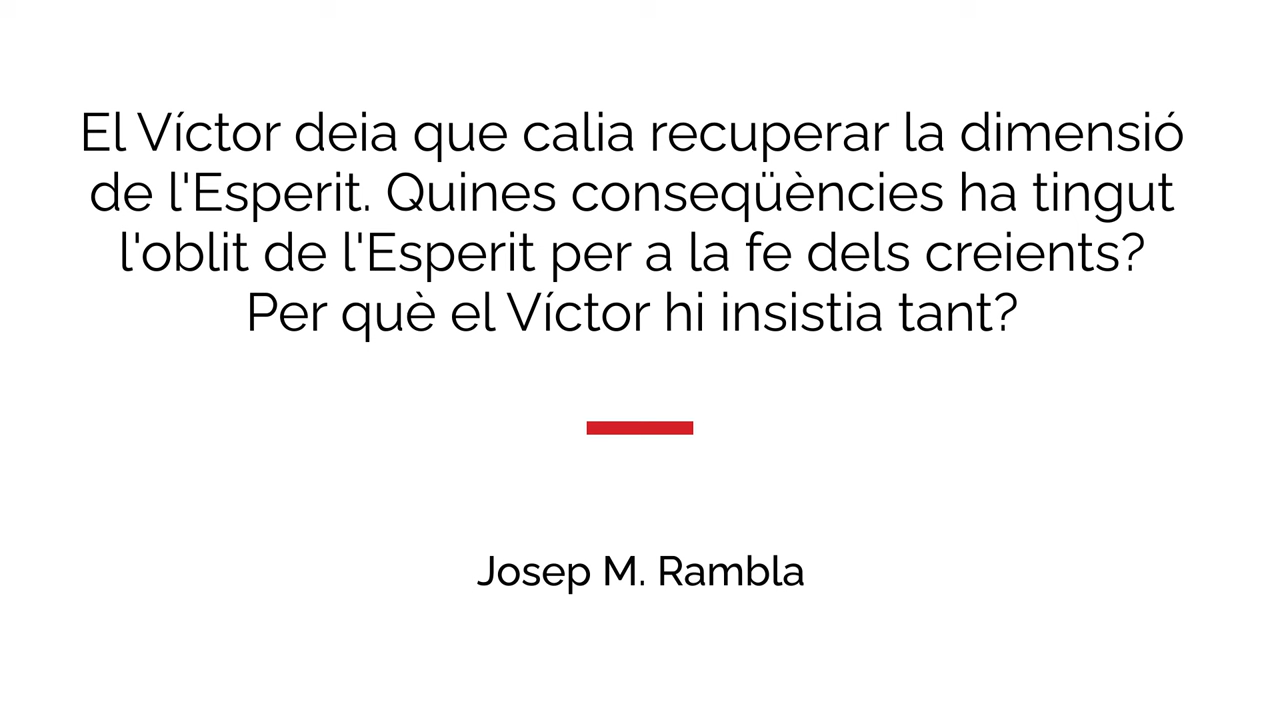 El Víctor deia que calia recuperar la dimensió
de l'Esperit. Quines conseqüències ha tingut
l'oblit de l'Esperit per a la fe dels creients?
Per què el Víctor hi insistia tant?
Josep M. Rambla